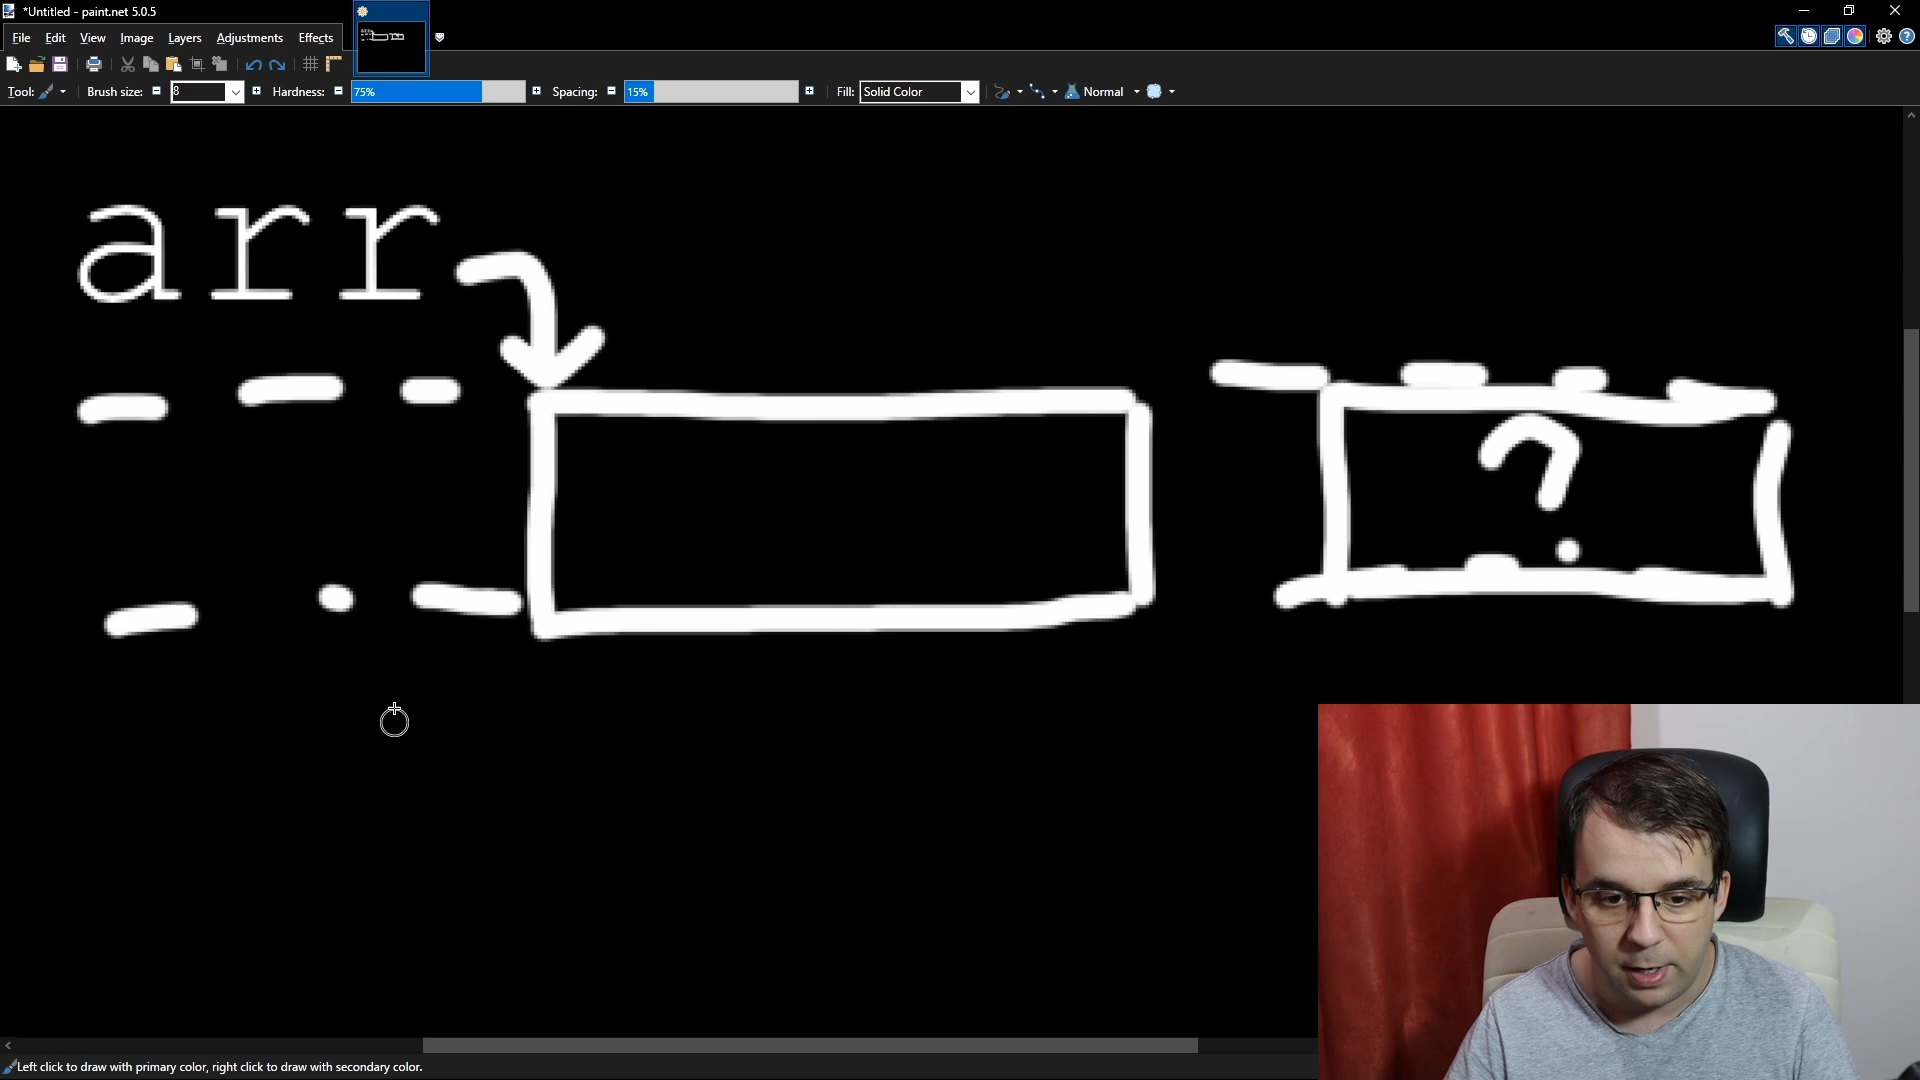 *Untitled - paint.net 5.0.5
File Edit View Image Layers Adjustments Effects
Tool: Brush size: 8 Hardness: 75% Spacing: 15% Fill: Solid Color Normal
arr
?
Left click to draw with primary color, right click to draw with secondary color.